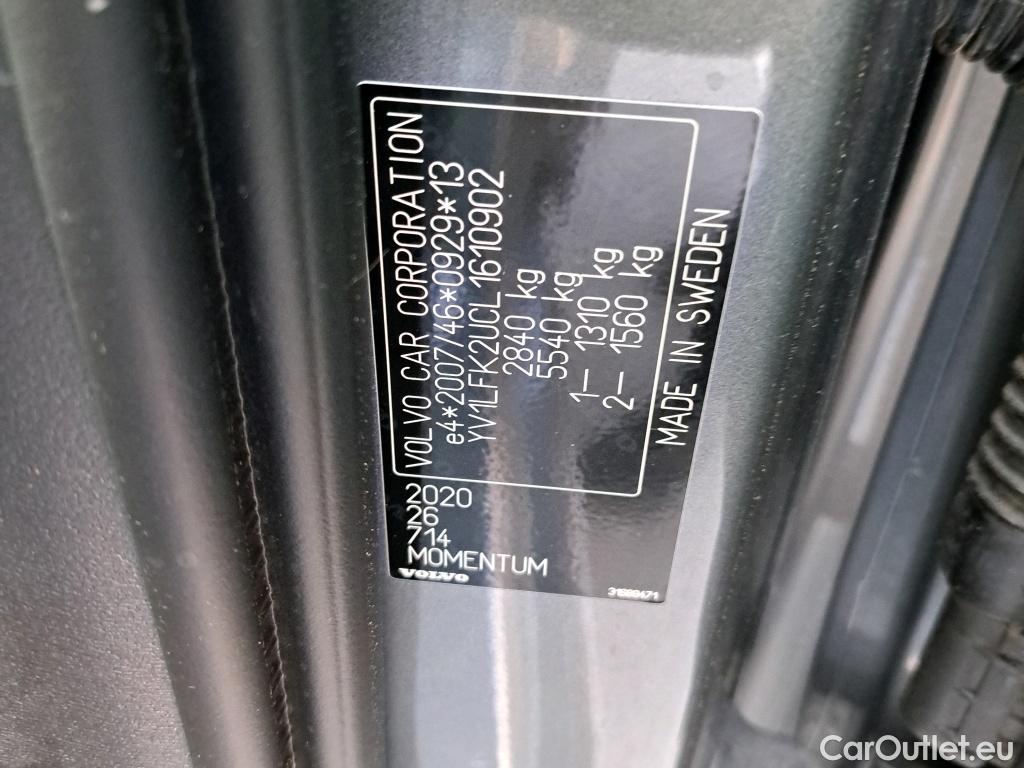 VOLVO CAR CORPORATION
e4*2007/46*0929*13
YV1LFK2UCL1610902
2840 kg
5540 kg
1— 1310 kg
2— 1560 kg
MADE IN SWEDEN
2020
26
714
MOMENTUM
VOLVO
CarOutlet.eu